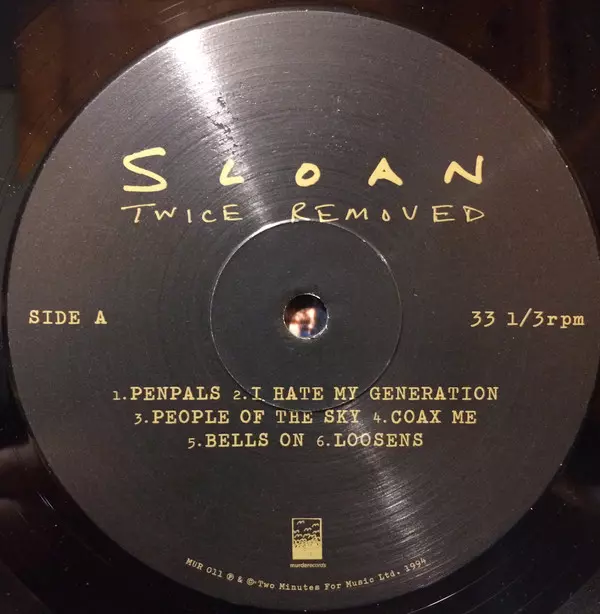 SLOAN
TWICE REMOVED
SIDE A
33 1/3rpm
1.PENPALS 2.I HATE MY GENERATION
3.PEOPLE OF THE SKY 4.COAX ME
5.BELLS ON 6.LOOSENS
murderecords
MUR 011 ℗ & ©·Two Minutes For Music Ltd. 1994